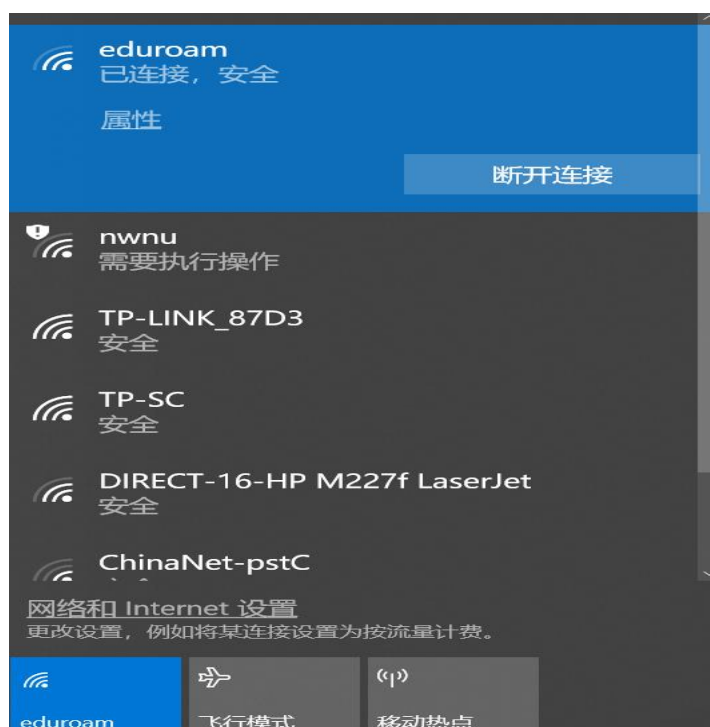 eduroam
已连接，安全
属性
断开连接
nwnu
需要执行操作
TP-LINK_87D3
安全
TP-SC
安全
DIRECT-16-HP M227f LaserJet
安全
ChinaNet-pstC
网络和 Internet 设置
更改设置，例如将某连接设置为按流量计费。
eduroam
飞行模式
移动热点